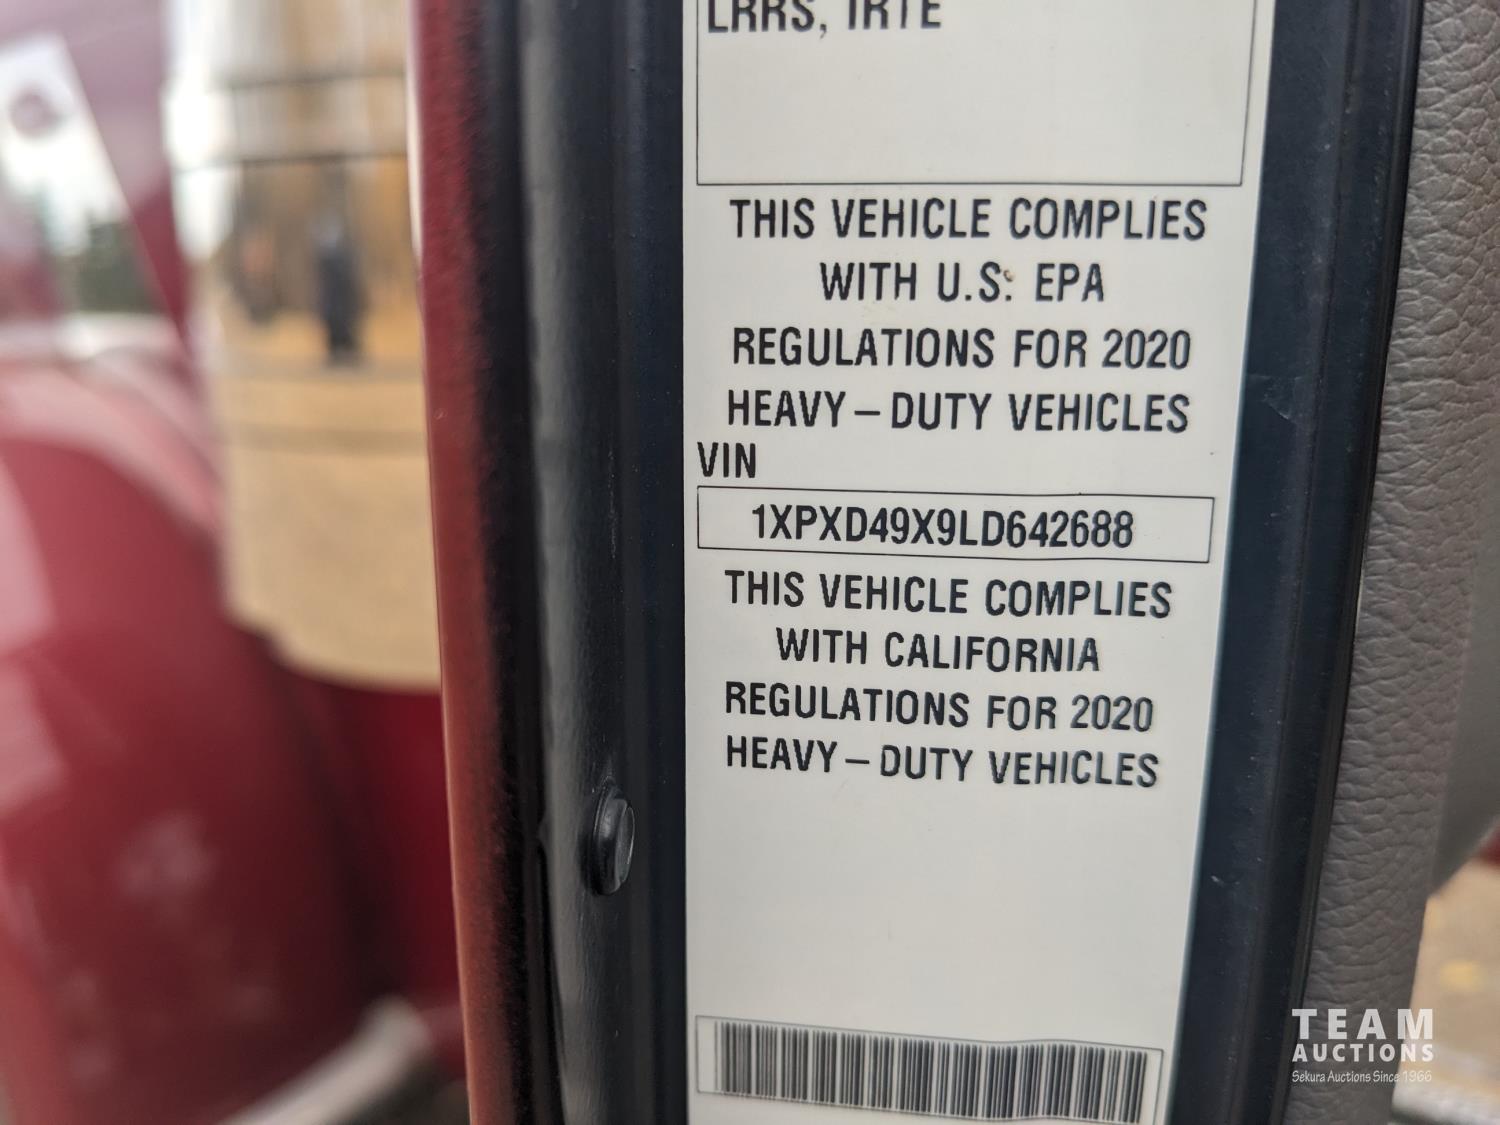 LRRS, IRTE
THIS VEHICLE COMPLIES
WITH U.S. EPA
REGULATIONS FOR 2020
HEAVY – DUTY VEHICLES
VIN
1XPXD49X9LD642688
THIS VEHICLE COMPLIES
WITH CALIFORNIA
REGULATIONS FOR 2020
HEAVY – DUTY VEHICLES
TEAM
AUCTIONS
Sekura Auctions Since 1966